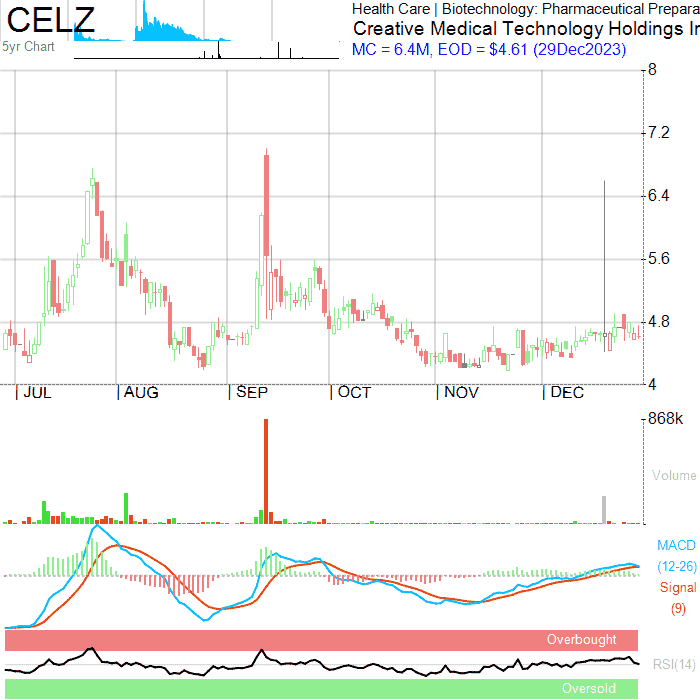 CELZ
Health Care | Biotechnology: Pharmaceutical Prepara
Creative Medical Technology Holdings In
5yr Chart
MC = 6.4M, EOD = $4.61 (29Dec2023)
8
7.2
6.4
5.6
4.8
4
JUL AUG SEP OCT NOV DEC
868k
Volume
MACD
(12-26)
Signal
(9)
Overbought
RSI(14)
Oversold